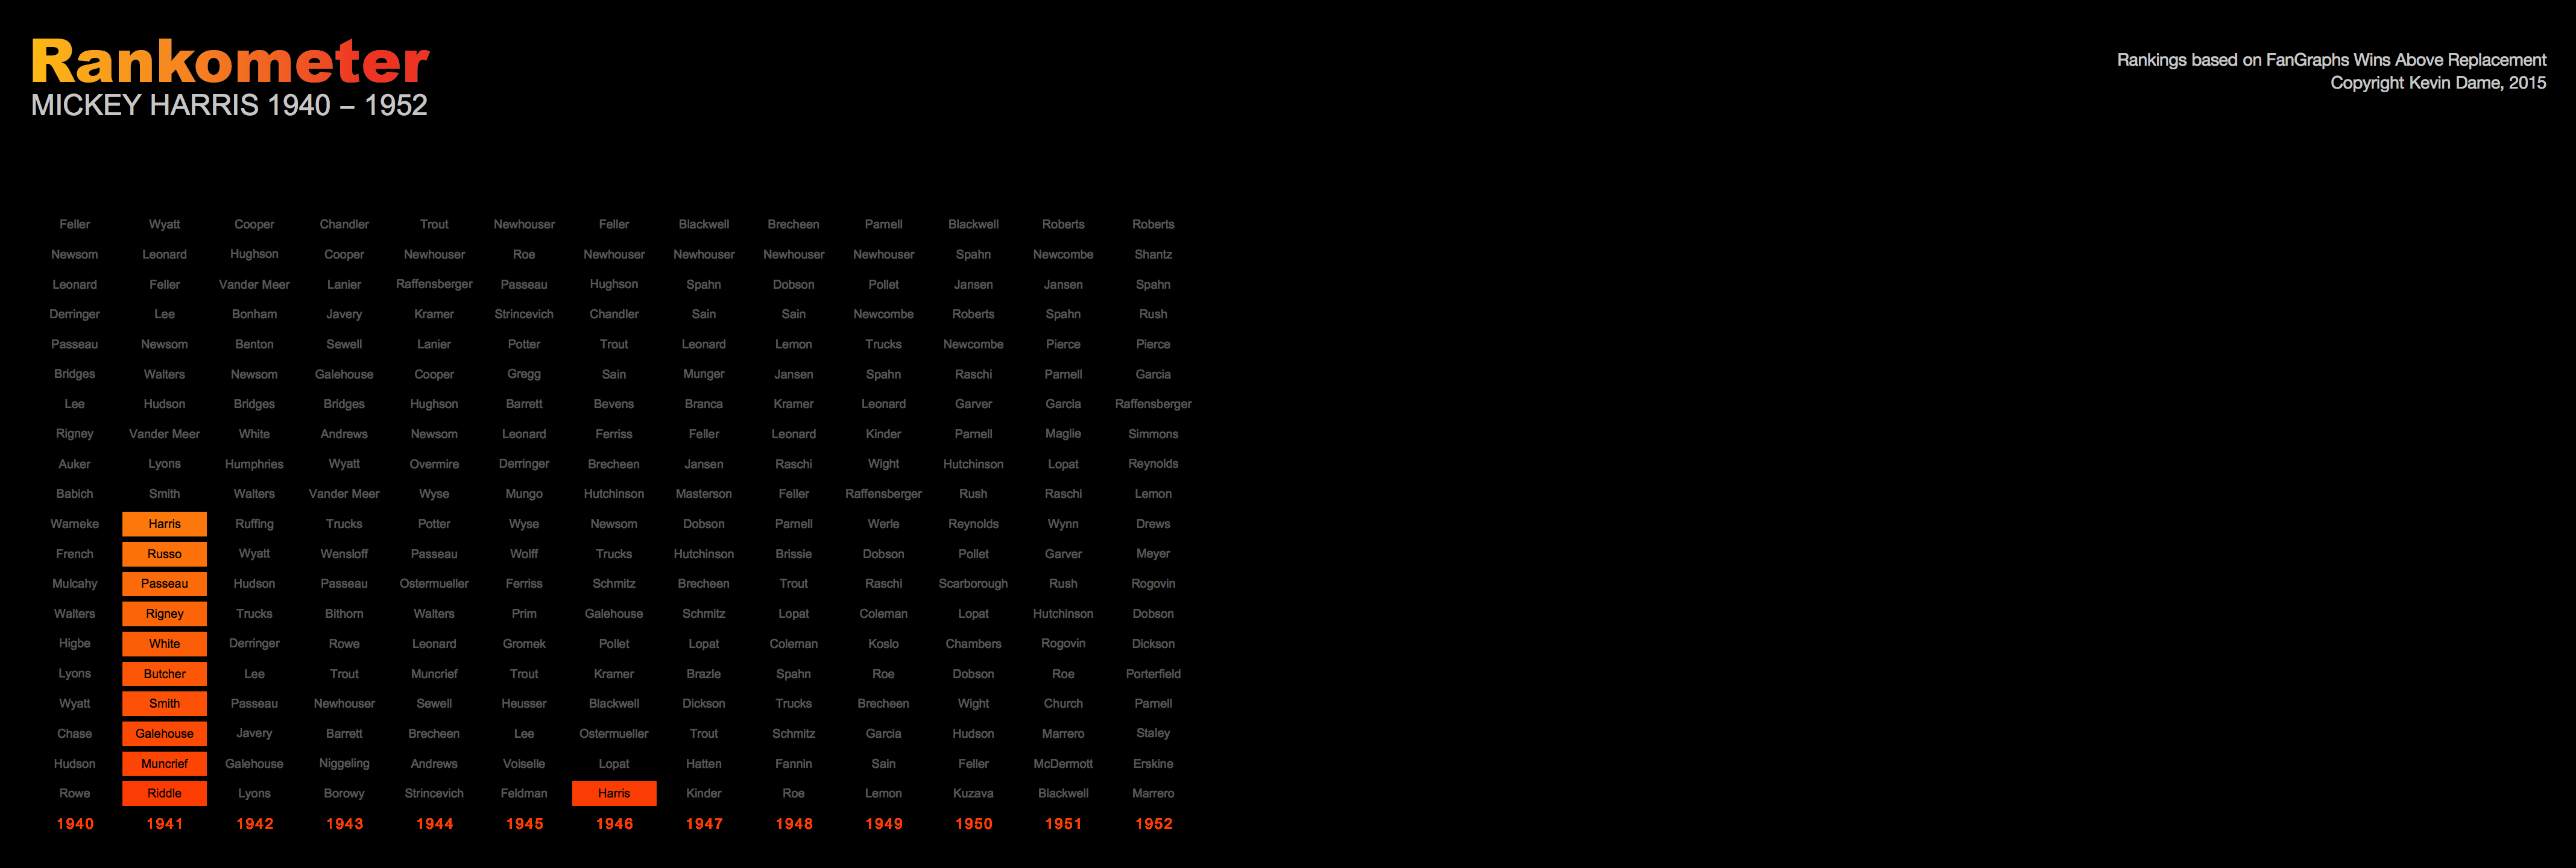 Rankometer
MICKEY HARRIS 1940 – 1952
Rankings based on FanGraphs Wins Above Replacement
Copyright Kevin Dame, 2015
Feller Wyatt Cooper Chandler Trout Newhouser Feller Blackwell Brecheen Parnell Blackwell Roberts Roberts
Newsom Leonard Hughson Cooper Newhouser Roe Newhouser Newhouser Newhouser Newhouser Spahn Newcombe Shantz
Leonard Feller Vander Meer Lanier Raffensberger Passeau Hughson Spahn Dobson Pollet Jansen Jansen Spahn
Derringer Lee Bonham Javery Kramer Strincevich Chandler Sain Sain Newcombe Roberts Spahn Rush
Passeau Newsom Benton Sewell Lanier Potter Trout Leonard Lemon Trucks Newcombe Pierce Pierce
Bridges Walters Newsom Galehouse Cooper Gregg Sain Munger Jansen Spahn Raschi Parnell Garcia
Lee Hudson Bridges Bridges Hughson Barrett Bevens Branca Kramer Leonard Garver Garcia Raffensberger
Rigney Vander Meer White Andrews Newsom Leonard Ferriss Feller Leonard Kinder Parnell Maglie Simmons
Auker Lyons Humphries Wyatt Overmire Derringer Brecheen Jansen Raschi Wight Hutchinson Lopat Reynolds
Babich Smith Walters Vander Meer Wyse Mungo Hutchinson Masterson Feller Raffensberger Rush Raschi Lemon
Warneke Harris Ruffing Trucks Potter Wyse Newsom Dobson Parnell Werle Reynolds Wynn Drews
French Russo Wyatt Wensloff Passeau Wolff Trucks Hutchinson Brissie Dobson Pollet Garver Meyer
Mulcahy Passeau Hudson Passeau Ostermueller Ferriss Schmitz Brecheen Trout Raschi Scarborough Rush Rogovin
Walters Rigney Trucks Bithorn Walters Prim Galehouse Schmitz Lopat Coleman Lopat Hutchinson Dobson
Higbe White Derringer Rowe Leonard Gromek Pollet Lopat Coleman Koslo Chambers Rogovin Dickson
Lyons Butcher Lee Trout Muncrief Trout Kramer Brazle Spahn Roe Dobson Roe Porterfield
Wyatt Smith Passeau Newhouser Sewell Heusser Blackwell Dickson Trucks Brecheen Wight Church Parnell
Chase Galehouse Javery Barrett Brecheen Lee Ostermueller Trout Schmitz Garcia Hudson Marrero Staley
Hudson Muncrief Galehouse Niggeling Andrews Voiselle Lopat Hatten Fannin Sain Feller McDermott Erskine
Rowe Riddle Lyons Borowy Strincevich Feldman Harris Kinder Roe Lemon Kuzava Blackwell Marrero
1940 1941 1942 1943 1944 1945 1946 1947 1948 1949 1950 1951 1952